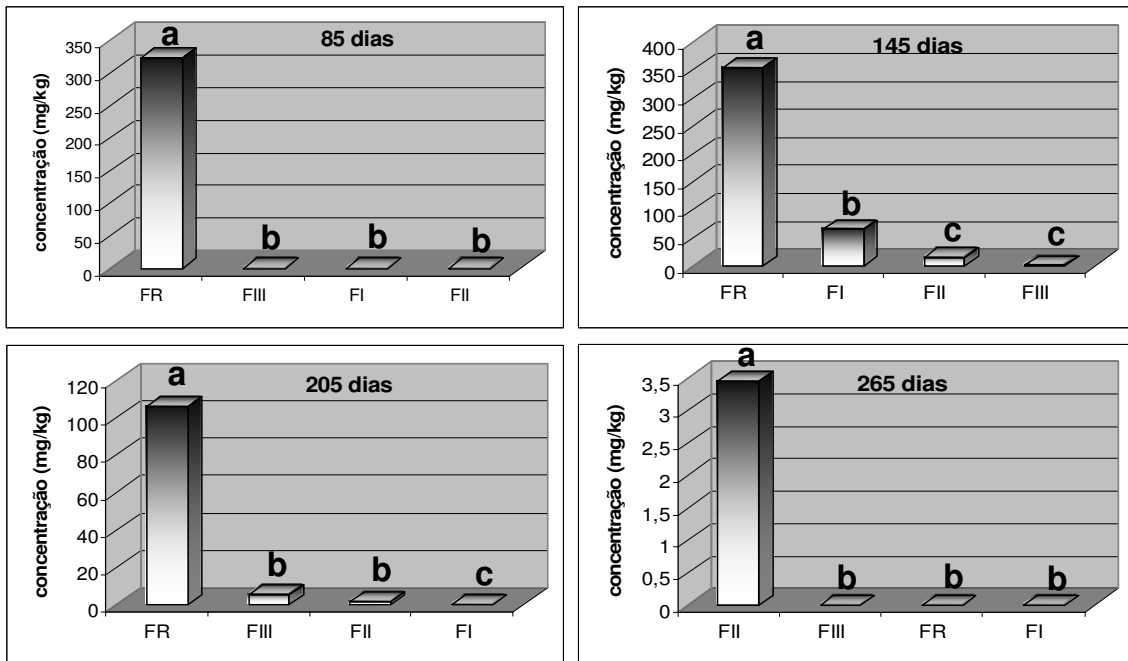 85 dias
concentração (mg/kg)
350
300
250
200
150
100
50
0
a
b
b
b
FR
FIII
FI
FII
145 dias
concentração (mg/kg)
400
350
300
250
200
150
100
50
0
a
b
c
c
FR
FI
FII
FIII
205 dias
concentração (mg/kg)
120
100
80
60
40
20
0
a
b
b
c
FR
FIII
FII
FI
265 dias
concentração (mg/kg)
3,5
3
2,5
2
1,5
1
0,5
0
a
b
b
b
FII
FIII
FR
FI